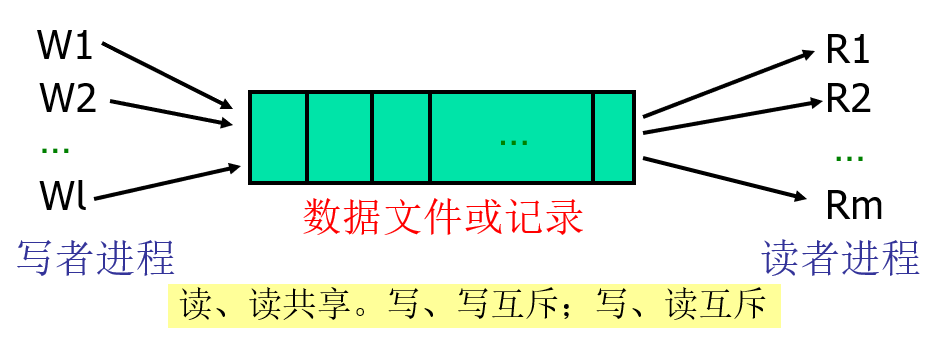 W1
W2
...
Wl
写者进程
...
数据文件或记录
R1
R2
...
Rm
读者进程
读、读共享。写、写互斥；写、读互斥